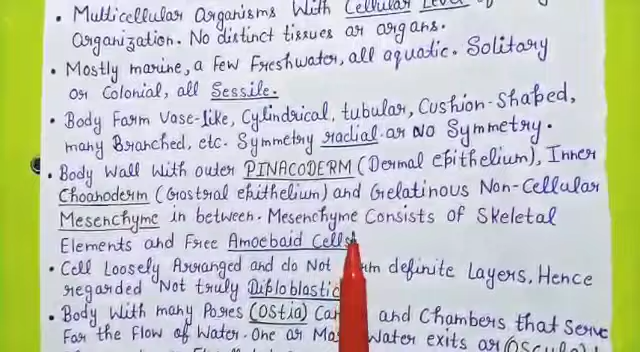 • Multicellular Organisms With Cellular Level of
Organization. No distinct tissues or organs.
• Mostly marine, a Few Freshwater, all aquatic. Solitary
or Colonial, all Sessile.
• Body Form Vase-like, Cylindrical, tubular, Cushion-Shaped,
many Branched, etc. Symmetry radial or No Symmetry.
• Body Wall with outer PINACODERM (Dermal Epithelium), Inner
Choanoderm (Gastral epithelium) and Gelatinous Non-Cellular
Mesenchyme in between. Mesenchyme Consists of Skeletal
Elements and Free Amoeboid Cells
• Cell Loosely Arranged and do Not definite Layers, Hence
regarded Not truly Diploblastic
• Body With many Pores (Ostia) and Chambers that Serve
For the Flow of Water. One or Water exits or (Oscula)